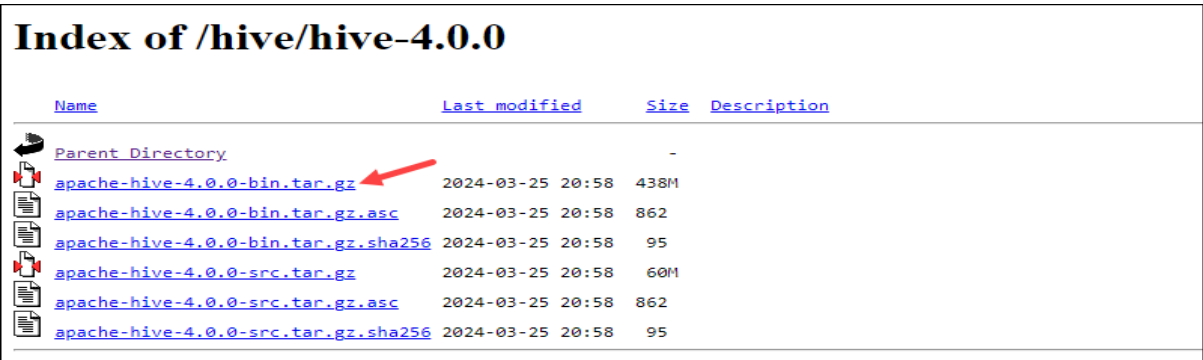 Index of /hive/hive-4.0.0
Name Last modified Size Description
Parent Directory -
apache-hive-4.0.0-bin.tar.gz 2024-03-25 20:58 438M
apache-hive-4.0.0-bin.tar.gz.asc 2024-03-25 20:58 862
apache-hive-4.0.0-bin.tar.gz.sha256 2024-03-25 20:58 95
apache-hive-4.0.0-src.tar.gz 2024-03-25 20:58 60M
apache-hive-4.0.0-src.tar.gz.asc 2024-03-25 20:58 862
apache-hive-4.0.0-src.tar.gz.sha256 2024-03-25 20:58 95